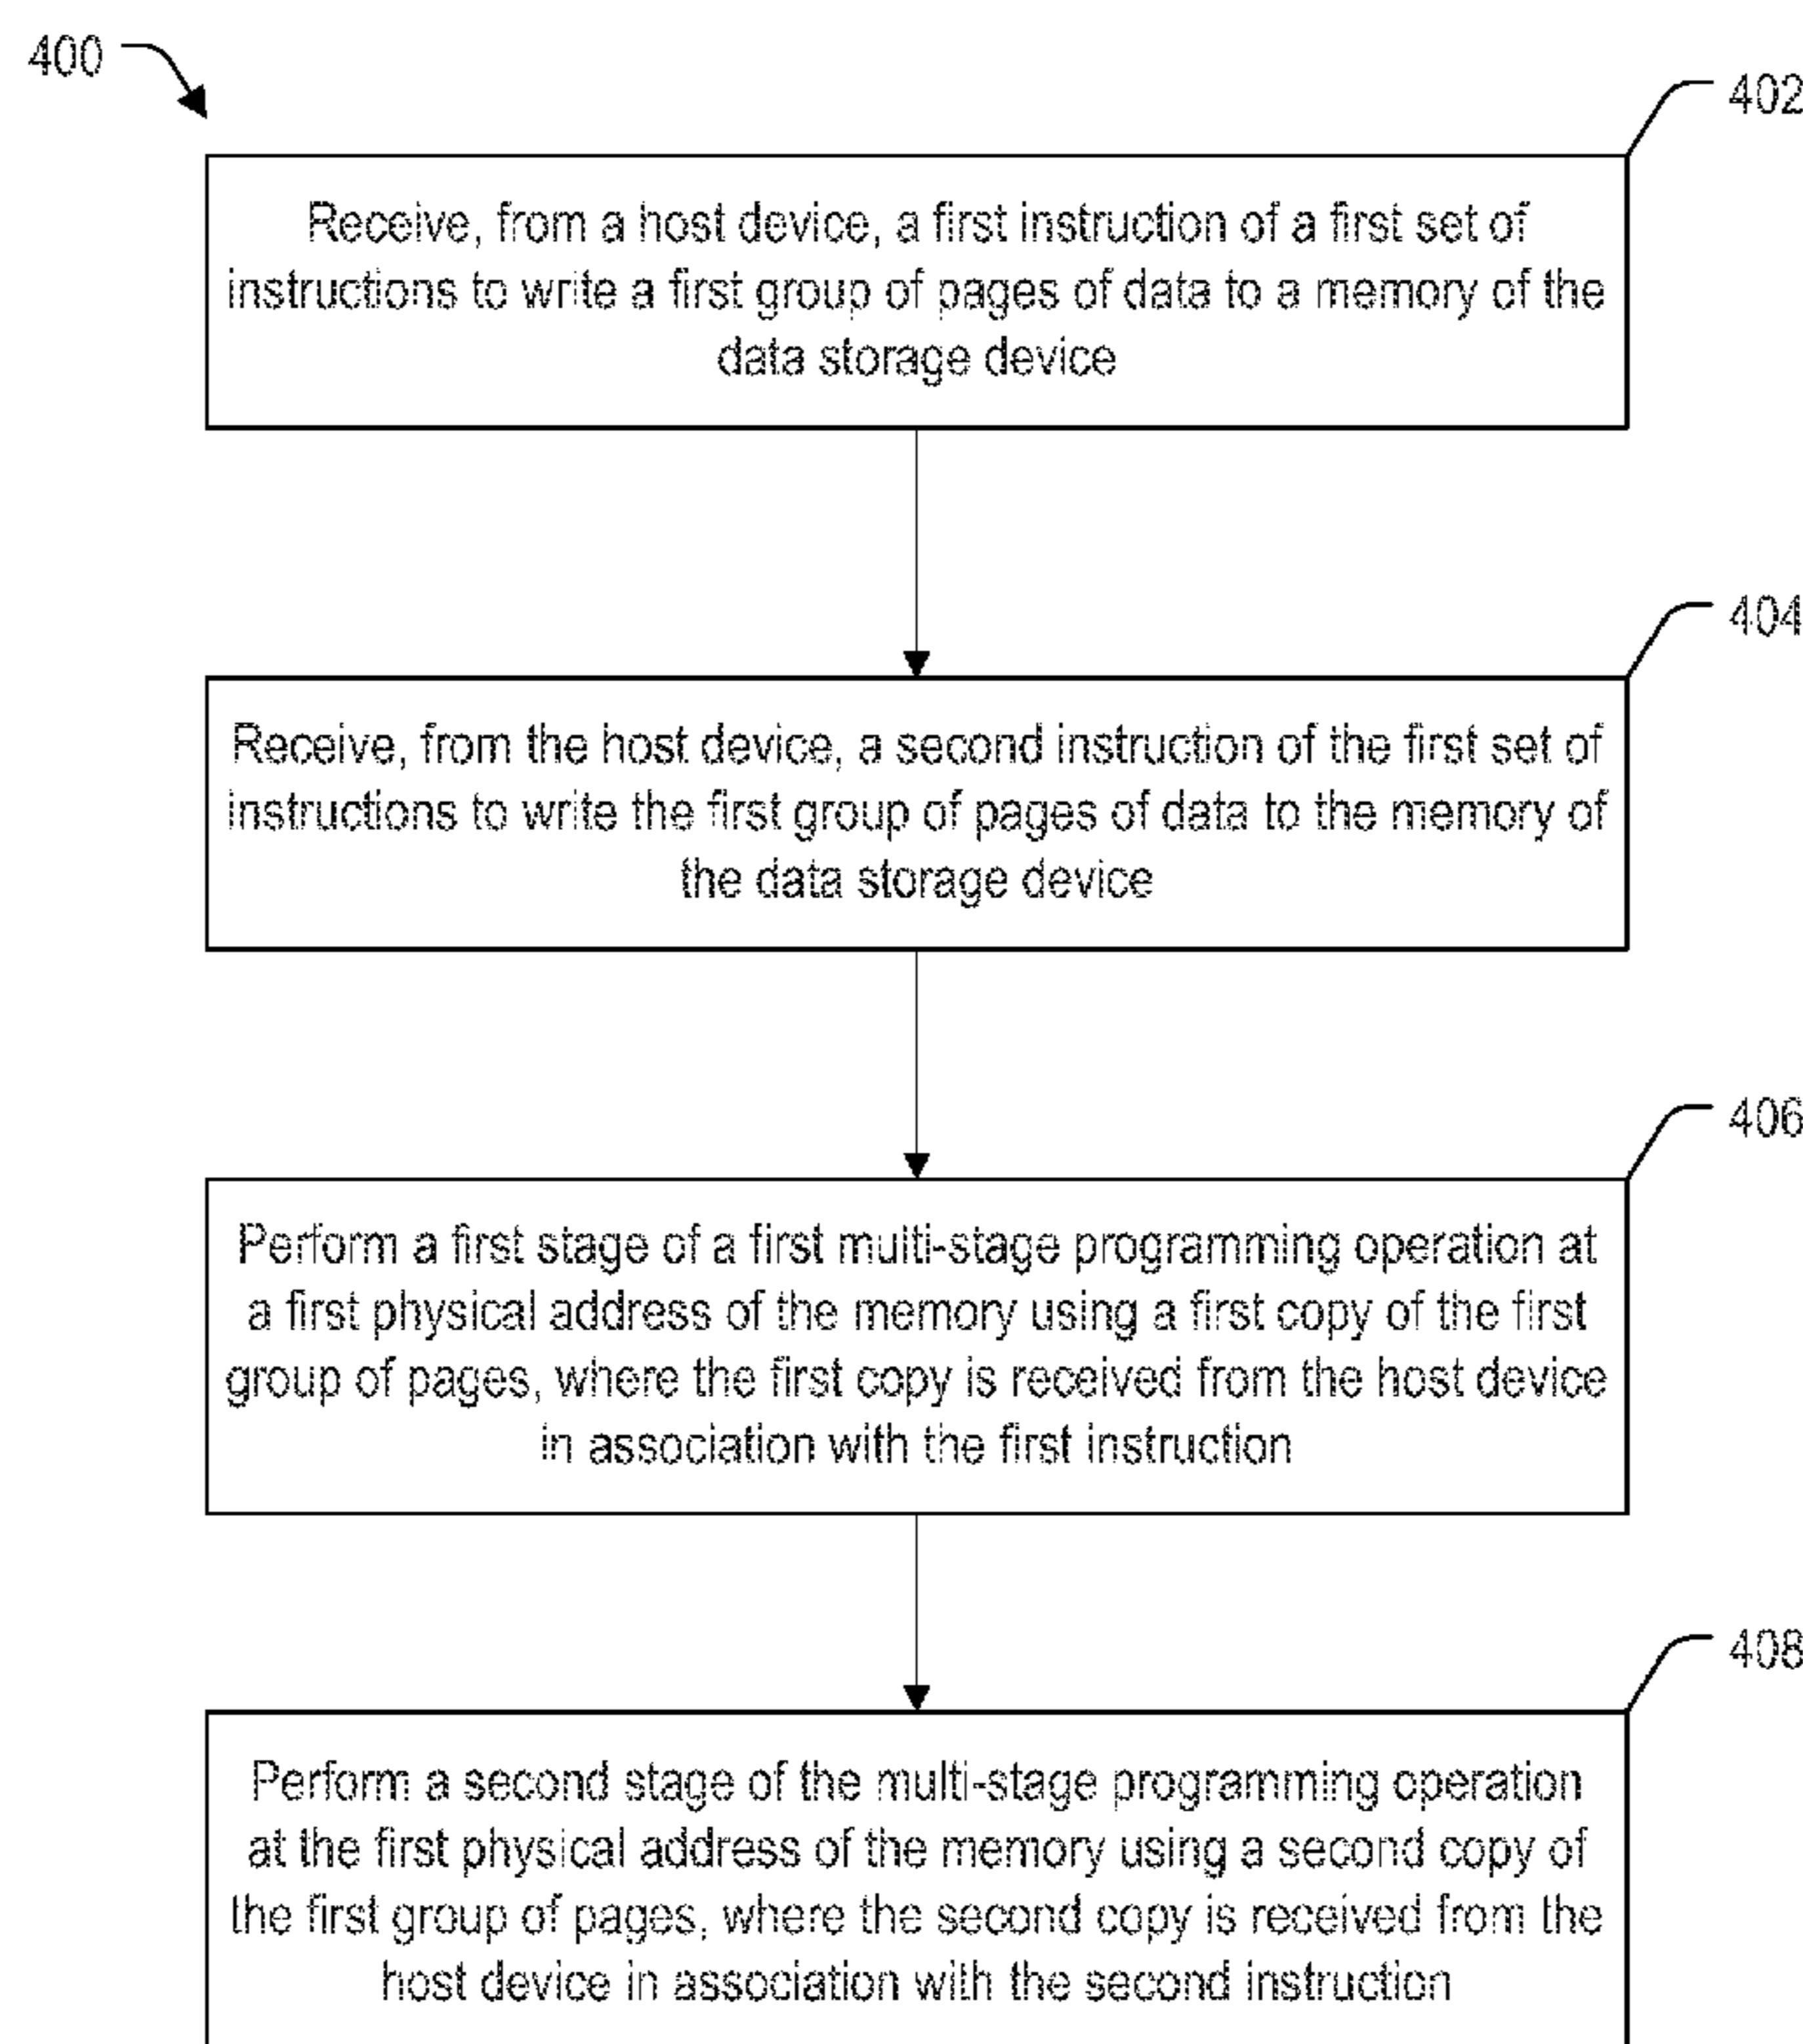 400
402
Receive, from a host device, a first instruction of a first set of
instructions to write a first group of pages of data to a memory of the
data storage device
404
Receive, from the host device, a second instruction of the first set of
instructions to write the first group of pages of data to the memory of
the data storage device
406
Perform a first stage of a first multi-stage programming operation at
a first physical address of the memory using a first copy of the first
group of pages, where the first copy is received from the host device
in association with the first instruction
408
Perform a second stage of the multi-stage programming operation
at the first physical address of the memory using a second copy of
the first group of pages, where the second copy is received from the
host device in association with the second instruction